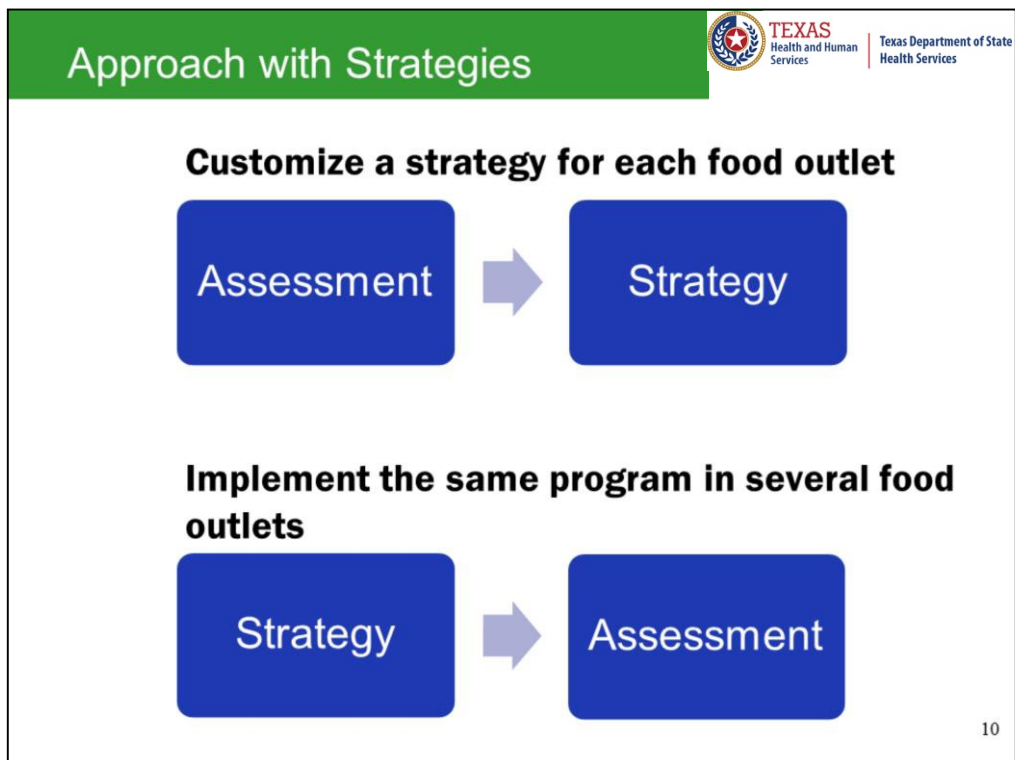 Approach with Strategies
TEXAS
Health and Human
Services
Texas Department of State
Health Services
Customize a strategy for each food outlet
Assessment
Strategy
Implement the same program in several food
outlets
Strategy
Assessment
10